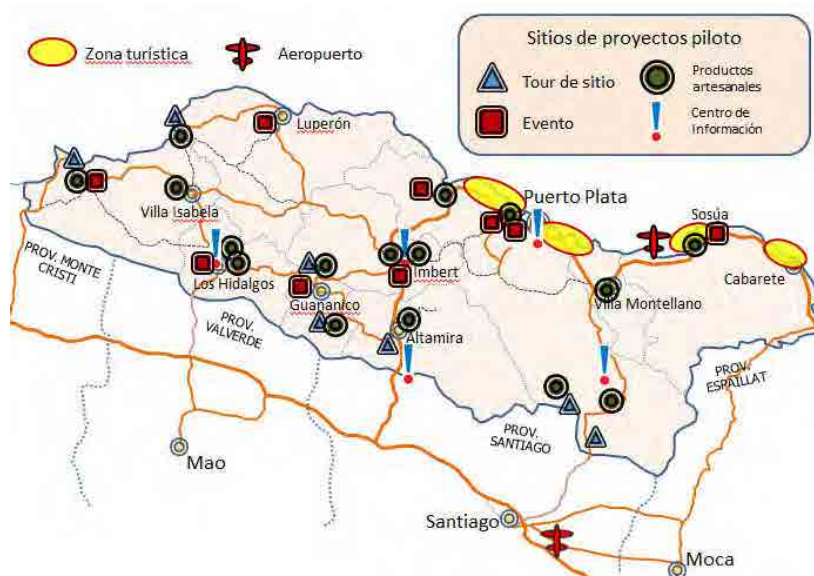 Zona turística
Aeropuerto
Sitios de proyectos piloto
Tour de sitio
Productos
artesanales
Evento
Centro de
Información
Luperón
Villa Isabela
Puerto Plata
Sosúa
Cabarete
PROV. MONTE
CRISTI
Los Hidalgos
Imbert
Guananico
Villa Montellano
Altamira
PROV.
VALVERDE
PROV.
ESPAILLAT
PROV.
SANTIAGO
Mao
Santiago
Moca